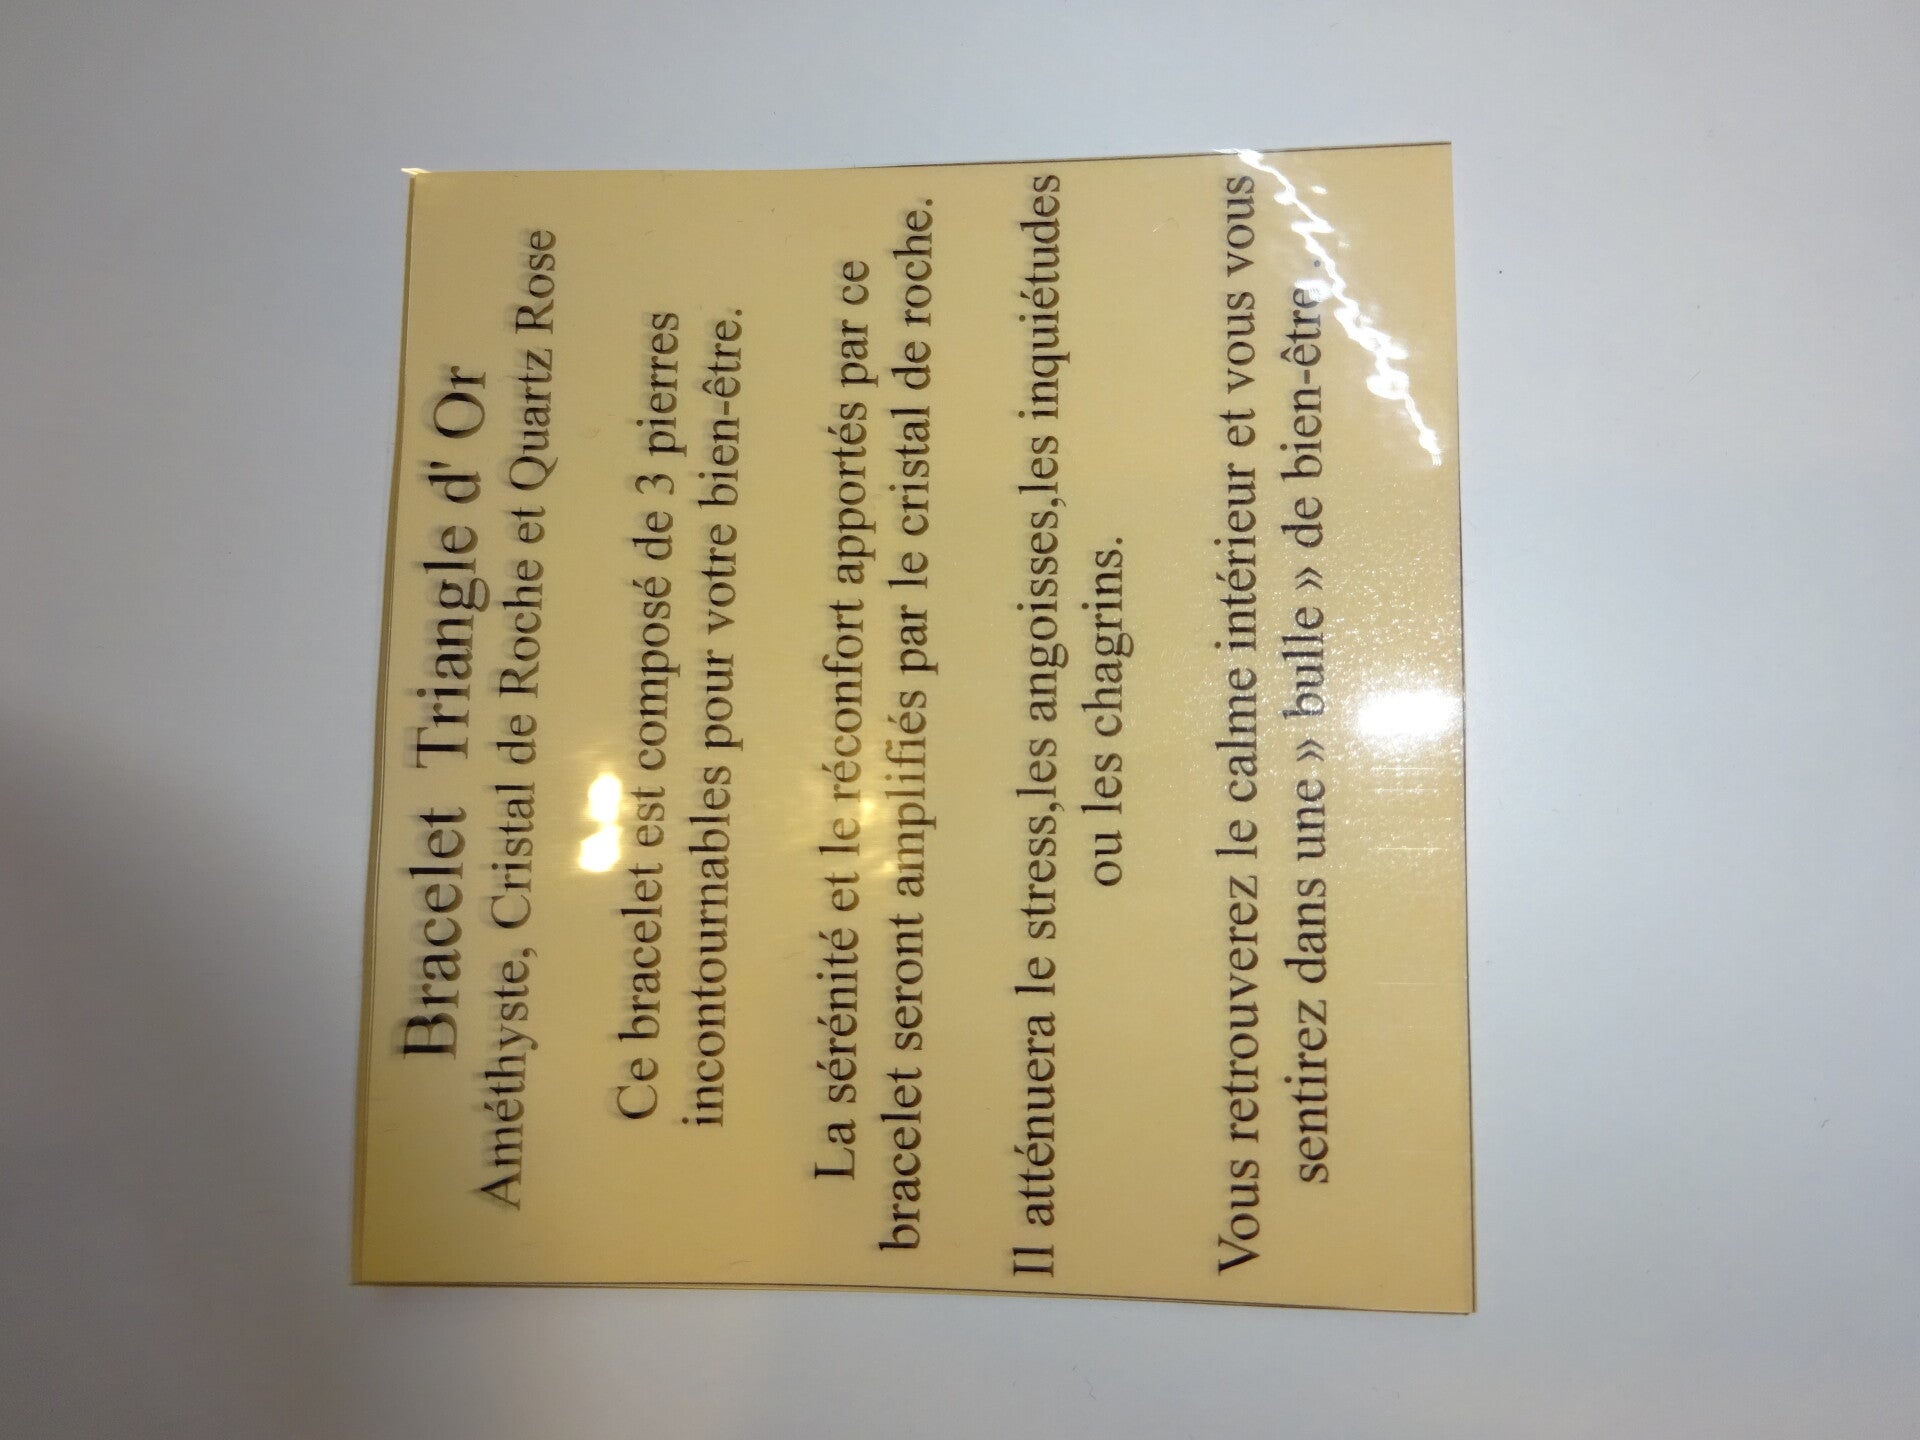 Bracelet Triangle d' Or
Améthyste, Cristal de Roche et Quartz Rose
Ce bracelet est composé de 3 pierres
incontournables pour votre bien-être.
La sérénité et le réconfort apportés par ce
bracelet seront amplifiés par le cristal de roche.
Il atténuera le stress,les angoisses,les inquiétudes
ou les chagrins.
Vous retrouverez le calme intérieur et vous vous
sentirez dans une » bulle » de bien-être .